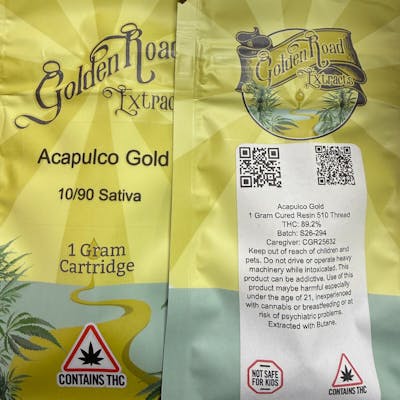 Golden Road
Extract
Acapulco Gold
10/90 Sativa
1 Gram
Cartridge
CONTAINS THC
Golden Road
Extracts
Acapulco Gold
1 Gram Cured Resin 510 Thread
THC: 89.2%
Batch: S26-294
Caregiver: CGR25632
Keep out of reach of children and
pets. Do not drive or operate heavy
machinery while intoxicated. This
product can be addictive. Use of this
product maybe harmful especially
under the age of 21, inexperienced
with cannabis or breastfeeding or at
risk of psychiatric problems.
Extracted with Butane.
NOT SAFE
FOR KIDS
CONTAINS THC